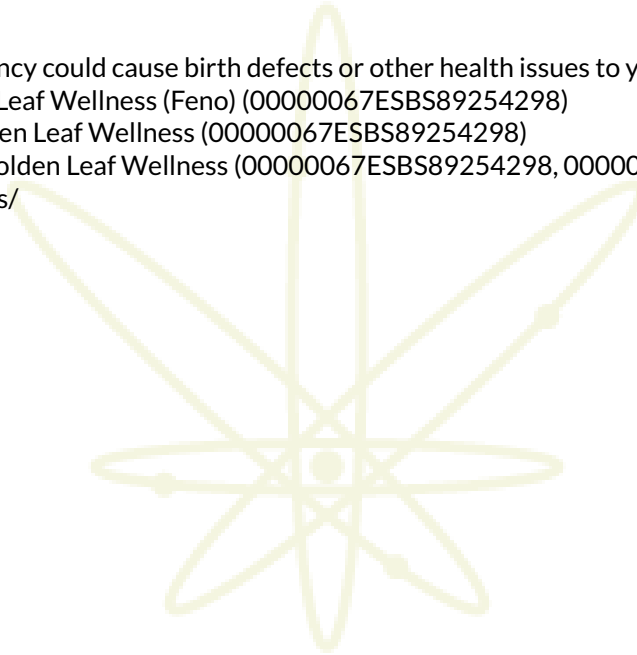 ncy could cause birth defects or other health issues to y
Leaf Wellness (Feno) (00000067ESBS89254298)
en Leaf Wellness (00000067ESBS89254298)
olden Leaf Wellness (00000067ESBS89254298, 00000
s/